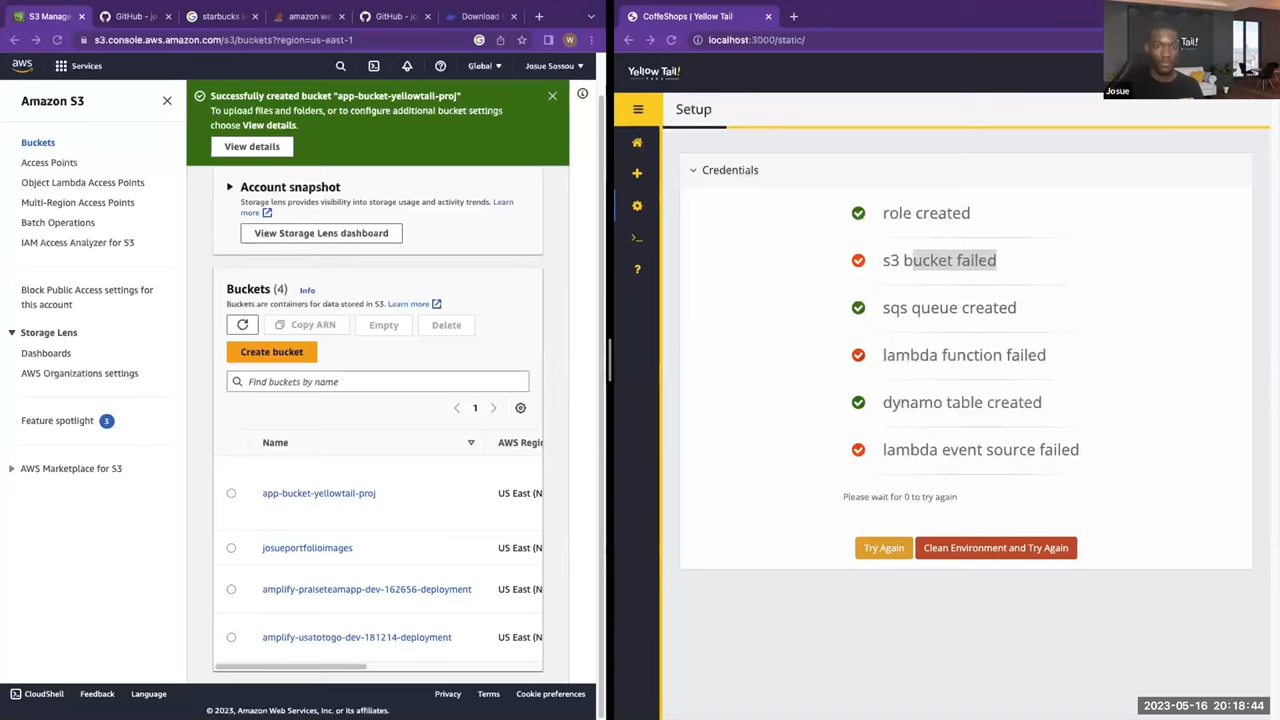 S3 Manage
GitHub - jo
starbucks i
amazon we
GitHub - jo
Download
s3.console.aws.amazon.com/s3/buckets?region=us-east-1
W
aws
Services
Global
Josue Sossou
Amazon S3
Buckets
Access Points
Object Lambda Access Points
Multi-Region Access Points
Batch Operations
IAM Access Analyzer for S3
Block Public Access settings for
this account
Storage Lens
Dashboards
AWS Organizations settings
Feature spotlight 3
AWS Marketplace for S3
Successfully created bucket "app-bucket-yellowtail-proj"
To upload files and folders, or to configure additional bucket settings
choose View details.
View details
Account snapshot
Storage lens provides visibility into storage usage and activity trends. Learn
more
View Storage Lens dashboard
Buckets (4) Info
Buckets are containers for data stored in S3. Learn more
Copy ARN
Empty
Delete
Create bucket
Find buckets by name
1
Name
AWS Regio
app-bucket-yellowtail-proj US East (N
josueportfolioimages US East (N
amplify-praiseteamapp-dev-162656-deployment US East (N
amplify-usatotogo-dev-181214-deployment US East (N
CloudShell
Feedback
Language
Privacy
Terms
Cookie preferences
© 2023, Amazon Web Services, Inc. or its affiliates.
CoffeShops | Yellow Tail
localhost:3000/static/
Yellow Tail!
Setup
Credentials
role created
s3 bucket failed
sqs queue created
lambda function failed
dynamo table created
lambda event source failed
Please wait for 0 to try again
Try Again
Clean Environment and Try Again
Tail!
Josue
2023-05-16 20:18:44